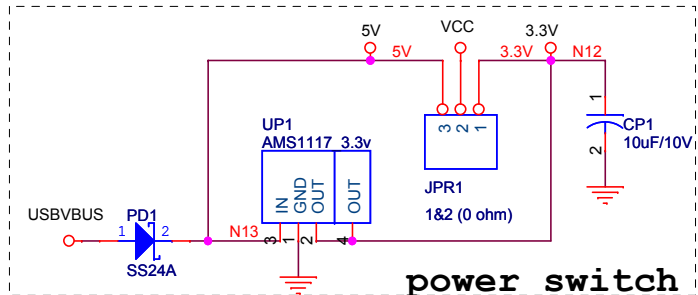 5V VCC 3.3V
5V 3.3V N12
3 2 1
UP1
AMS1117_3.3v
1
CP1
10uF/10V
2
JPR1
1&2 (0 ohm)
IN GND OUT OUT
USBVBUS
PD1
1 2
SS24A
N13
3 1 2 4
power switch